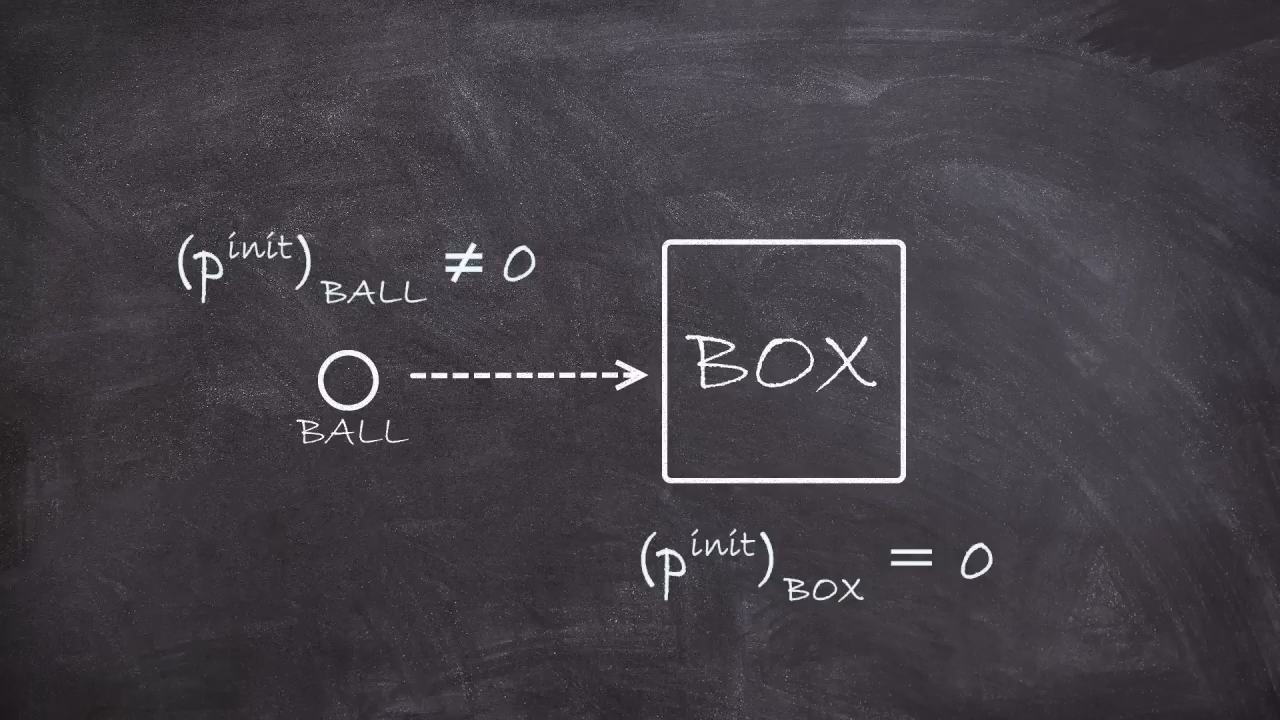 (p^init)_BALL ≠ 0
BALL
BOX
(p^init)_BOX = 0